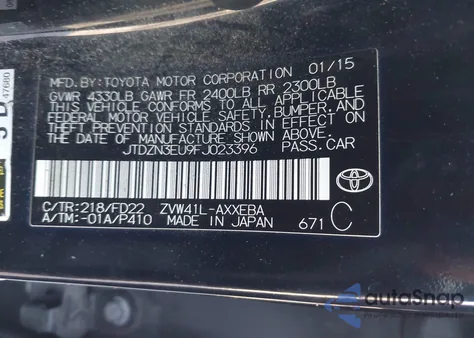 MFD.BY:TOYOTA MOTOR CORPORATION 01/15
GVWR 4330LB GAWR FR 2400LB RR 2300LB
THIS VEHICLE CONFORMS TO ALL APPLICABLE
FEDERAL MOTOR VEHICLE SAFETY,BUMPER,AND
THEFT PREVENTION STANDARDS IN EFFECT ON
THE DATE OF MANUFACTURE SHOWN ABOVE.
JTDZN3EU9FJ023396 PASS.CAR
C/TR:218/FD22 ZVW41L-AXXEBA
A/TM:-01A/P410 MADE IN JAPAN 671 C
TOYOTA
47680
autoSnap